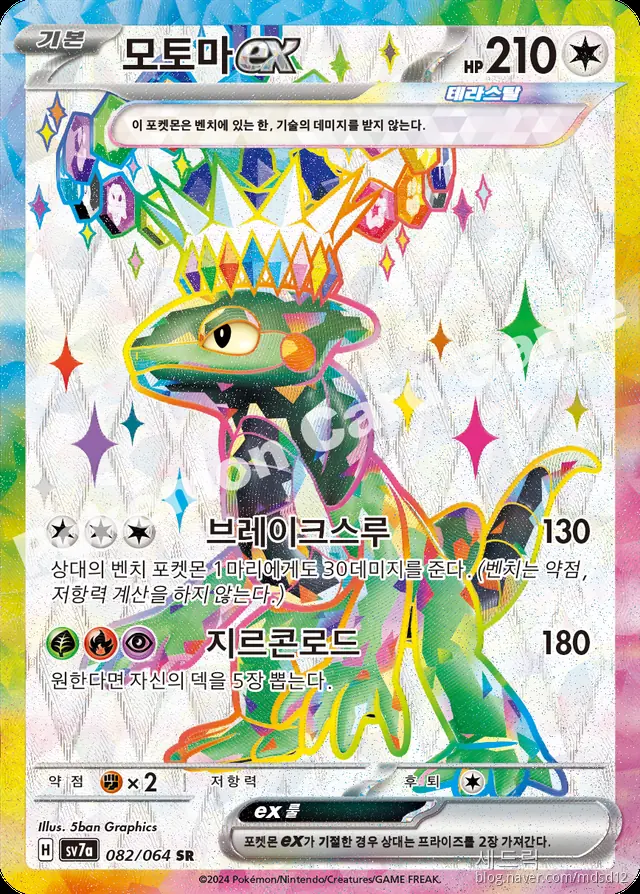 기본
모토마ex
HP 210
테라스탈
이 포켓몬은 벤치에 있는 한, 기술의 데미지를 받지 않는다.
브레이크스루 130
상대의 벤치 포켓몬 1마리에게도 30데미지를 준다. (벤치는 약점,
저항력 계산을 하지 않는다.)
지르콘로드 180
원한다면 자신의 덱을 5장 뽑는다.
약점 ×2 저항력 후퇴
ex 룰
포켓몬 ex가 기절한 경우 상대는 프라이즈를 2장 가져간다.
Illus. 5ban Graphics
H sv7a 082/064 SR
©2024 Pokémon/Nintendo/Creatures/GAME FREAK.
blog.naver.com/mdsd12